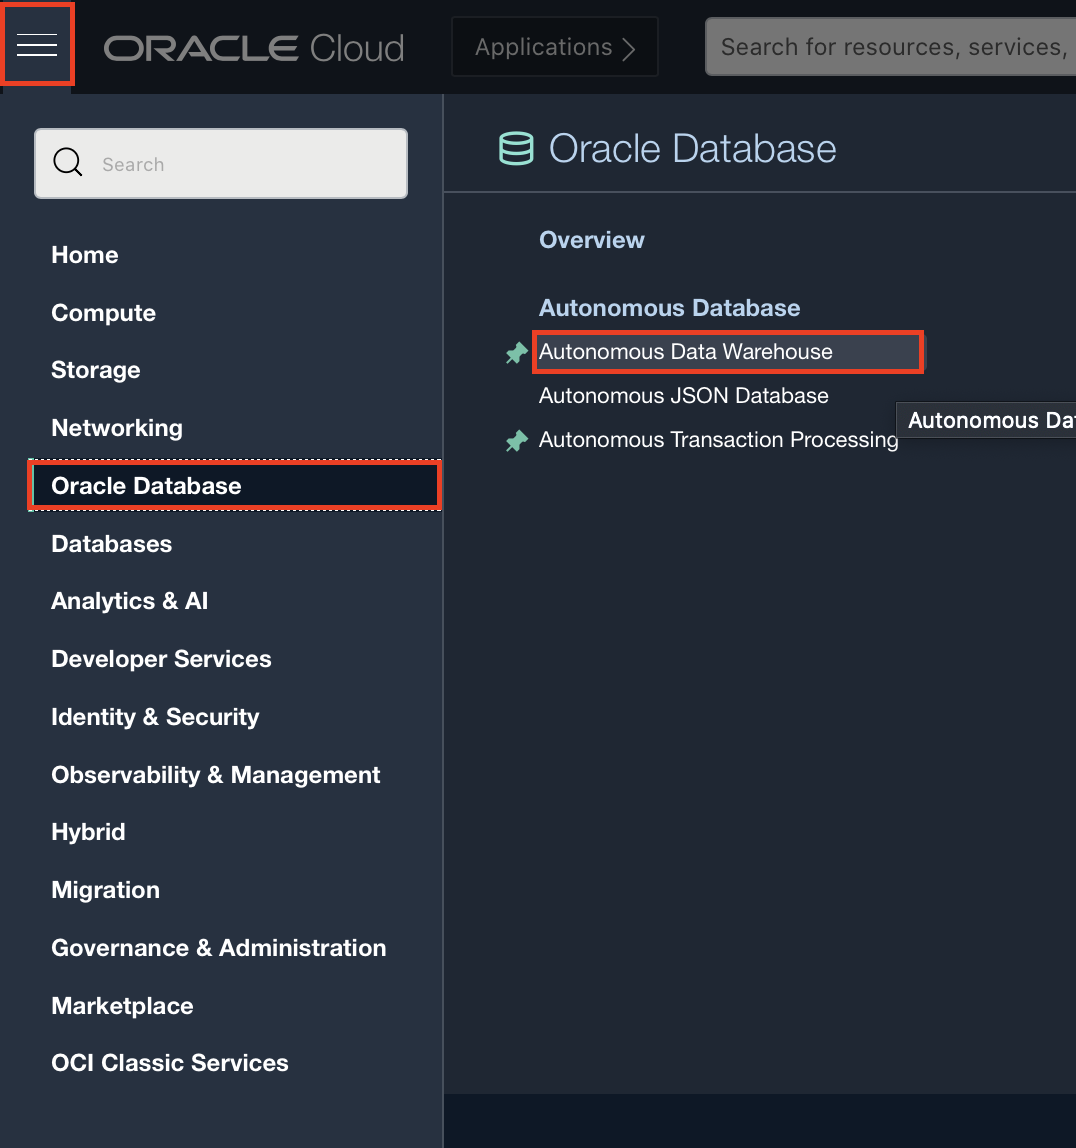 ORACLE Cloud
Applications
Search for resources, services,
Search
Home
Compute
Storage
Networking
Oracle Database
Databases
Analytics & AI
Developer Services
Identity & Security
Observability & Management
Hybrid
Migration
Governance & Administration
Marketplace
OCI Classic Services
Oracle Database
Overview
Autonomous Database
Autonomous Data Warehouse
Autonomous JSON Database
Autonomous Transaction Processing
Autonomous Da